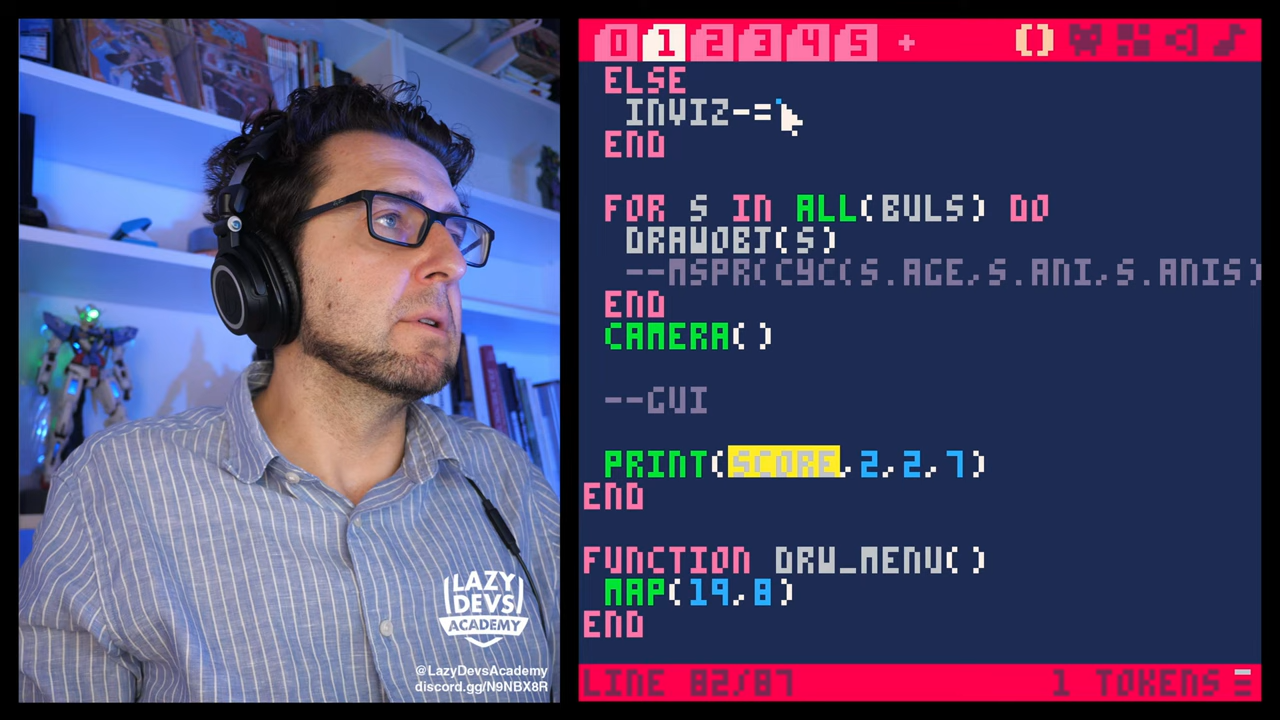 0 1 2 3 4 5 +
ELSE
INVIZ-=
END
FOR S IN ALL(BULS) DO
DRAWOBJ(S)
--MSPR(CYC(S.AGE,S.ANI,S.ANIS)
END
CAMERA()
--GUI
PRINT(SCORE,2,2,7)
END
FUNCTION DRW_MENU()
MAP(19,8)
END
LINE 82/87
1 TOKENS
LAZY
DEVS
ACADEMY
@LazyDevsAcademy
discord.gg/N9NBX8R